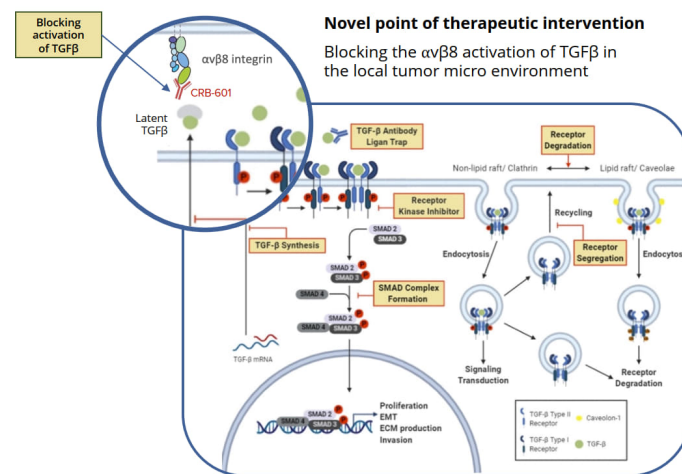 Blocking
activation
of TGFβ
Novel point of therapeutic intervention
Blocking the αvβ8 activation of TGFβ in
the local tumor micro environment
αvβ8 integrin
CRB-601
Latent
TGFβ
TGF-β Antibody
Ligan Trap
Receptor
Degradation
Non-lipid raft/ Clathrin
Lipid raft/ Caveolae
P
P
P
P
P
Receptor
Kinase Inhibitor
Recycling
TGF-β Synthesis
SMAD 2
SMAD 3
Receptor
Segregation
Endocytosis
Endocytos
SMAD 2
P
SMAD 3
P
SMAD 4
SMAD Complex
Formation
SMAD 2
P
SMAD 4
SMAD 3
P
TGF-β mRNA
Signaling
Transduction
Receptor
Degradation
Proliferation
EMT
ECM production
Invasion
SMAD 2
P
SMAD 4
SMAD 3
P
TGF-β Type II
Receptor
Caveolon-1
TGF-β Type I
Receptor
TGF-β